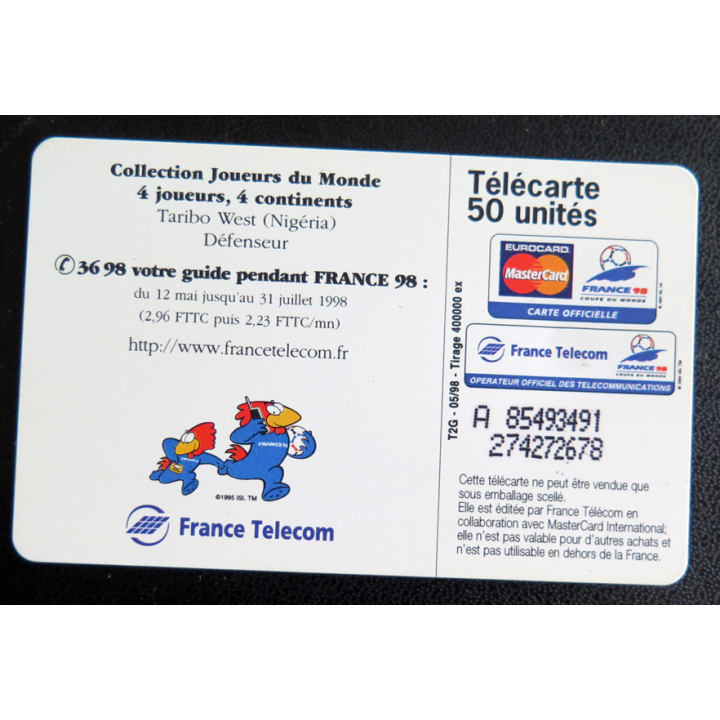 Collection Joueurs du Monde
4 joueurs, 4 continents
Taribo West (Nigéria)
Défenseur
✆ 36 98 votre guide pendant FRANCE 98 :
du 12 mai jusqu'au 31 juillet 1998
(2,96 FTTC puis 2,23 FTTC/mn)
http://www.francetelecom.fr
FRANCE 98
©1995 ISL TM
France Telecom
T2G - 05/98 - Tirage 400000 ex
Télécarte
50 unités
EUROCARD
MasterCard
FRANCE 98
COUPE DU MONDE
CARTE OFFICIELLE
France Telecom
FRANCE 98
COUPE DU MONDE
OPERATEUR OFFICIEL DES TELECOMMUNICATIONS
A 85493491
274272678
Cette télécarte ne peut être vendue que
sous emballage scellé.
Elle est éditée par France Télécom en
collaboration avec MasterCard International;
elle n'est pas valable pour d'autres achats et
n'est pas utilisable en dehors de la France.